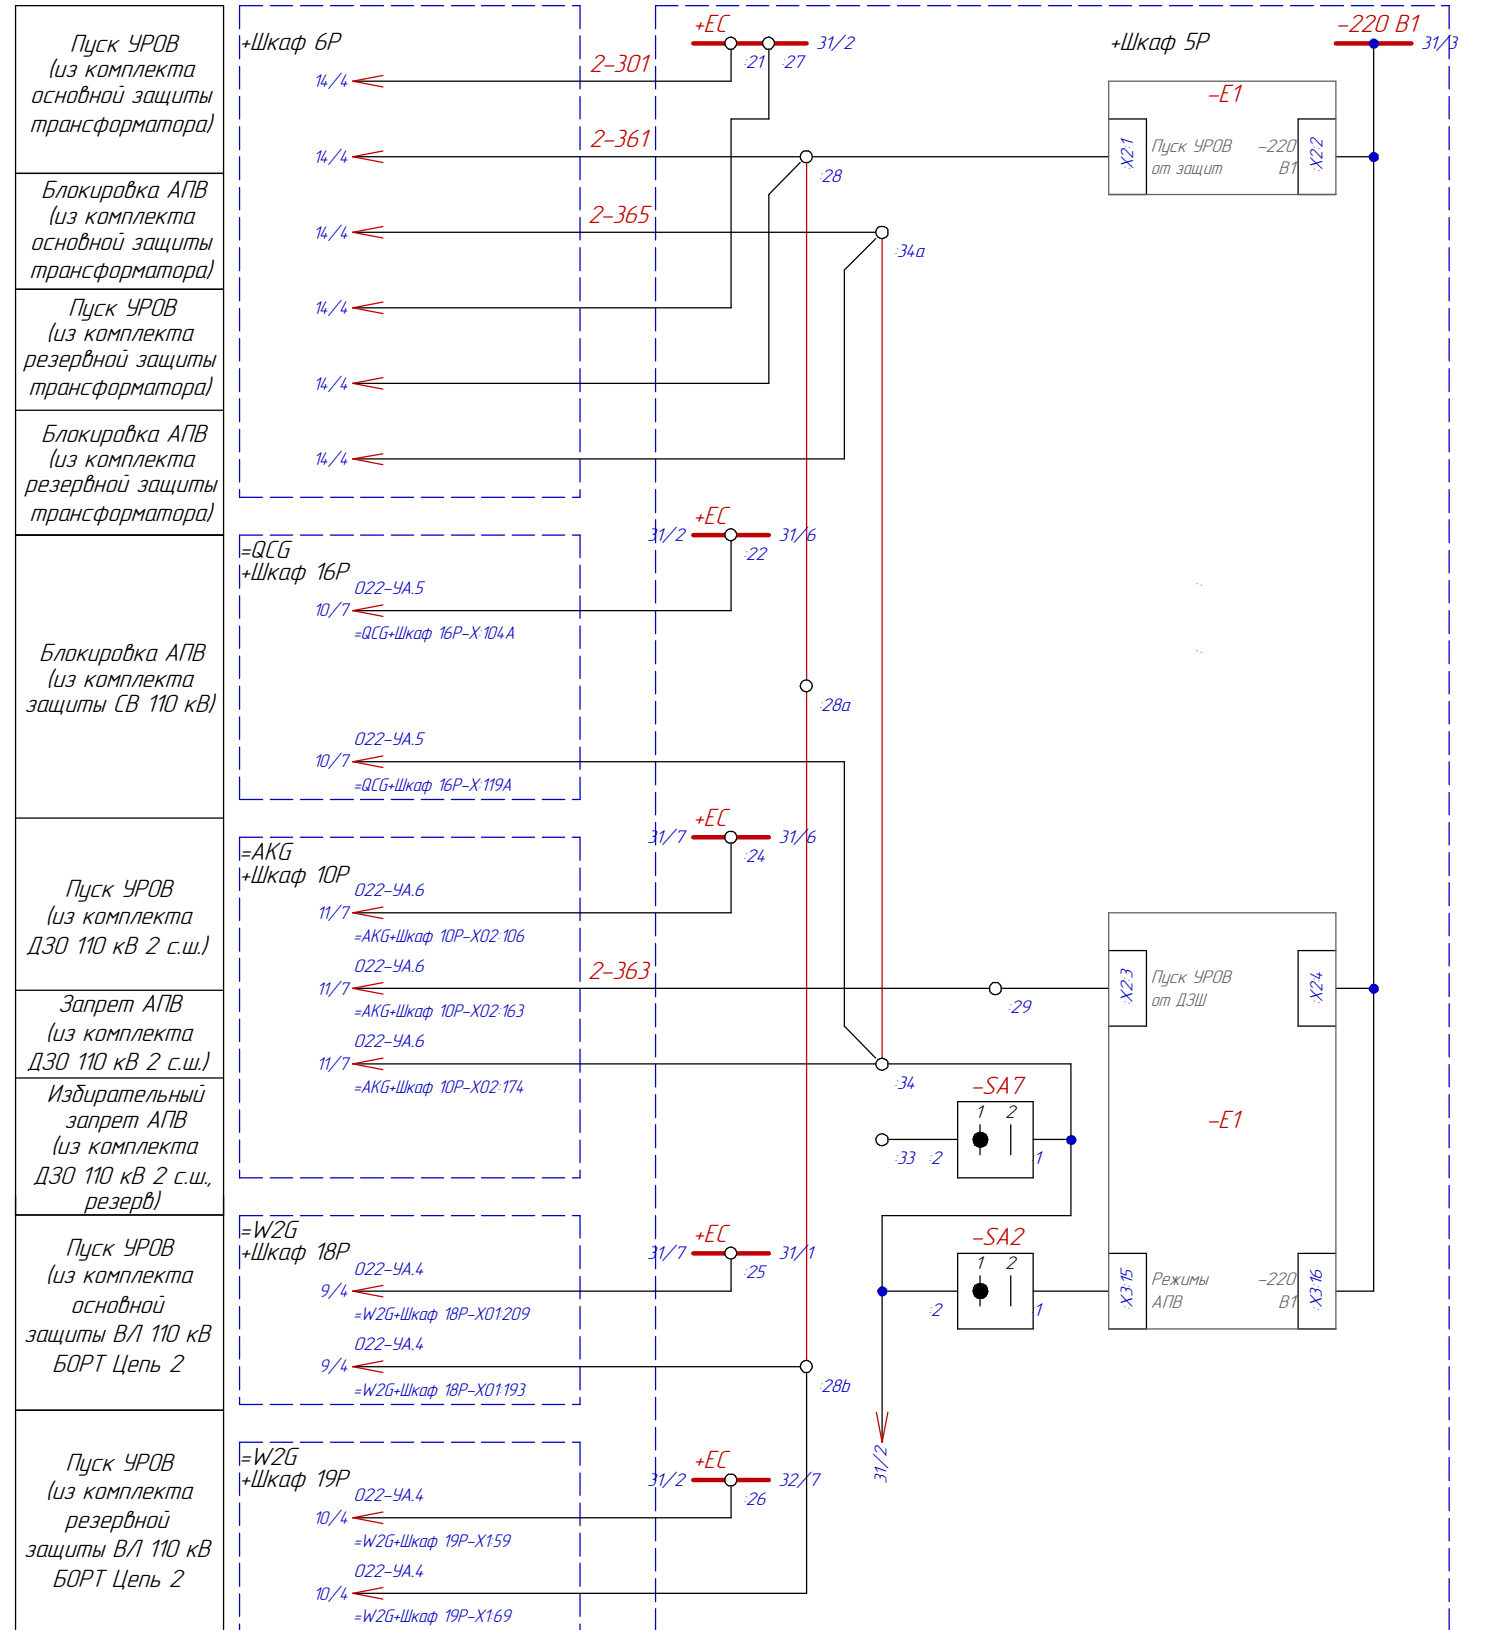 Пуск УРОВ
(из комплекта
основной защиты
трансформатора)
Блокировка АПВ
(из комплекта
основной защиты
трансформатора)
Пуск УРОВ
(из комплекта
резервной защиты
трансформатора)
Блокировка АПВ
(из комплекта
резервной защиты
трансформатора)
Блокировка АПВ
(из комплекта
защиты СВ 110 кВ)
Пуск УРОВ
(из комплекта
ДЗО 110 кВ 2 с.ш.)
Запрет АПВ
(из комплекта
ДЗО 110 кВ 2 с.ш.)
Избирательный
запрет АПВ
(из комплекта
ДЗО 110 кВ 2 с.ш.,
резерв)
Пуск УРОВ
(из комплекта
основной
защиты ВЛ 110 кВ
БОРТ Цепь 2
Пуск УРОВ
(из комплекта
резервной
защиты ВЛ 110 кВ
БОРТ Цепь 2
+Шкаф 6Р
14/4
2-301
14/4
2-361
14/4
2-365
14/4
14/4
14/4
=QCG
+Шкаф 16Р
022-УА.5
10/7
=QCG+Шкаф 16Р-Х:104А
022-УА.5
10/7
=QCG+Шкаф 16Р-Х:119А
=AKG
+Шкаф 10Р
022-УА.6
11/7
=AKG+Шкаф 10Р-Х02:106
022-УА.6
2-363
11/7
=AKG+Шкаф 10Р-Х02:163
022-УА.6
11/7
=AKG+Шкаф 10Р-Х02:174
=W2G
+Шкаф 18Р
022-УА.4
9/4
=W2G+Шкаф 18Р-Х01:209
022-УА.4
9/4
=W2G+Шкаф 18Р-Х01:193
=W2G
+Шкаф 19Р
022-УА.4
10/4
=W2G+Шкаф 19Р-Х1:59
022-УА.4
10/4
=W2G+Шкаф 19Р-Х1:69
+ЕС
31/2
:21 :27
:28
:34а
+ЕС
31/2 31/6
:22
:28а
+ЕС
31/7 31/6
:24
:29
:34
-SA7
1 2
:33 :2 :1
+ЕС
31/7 31/1
:25
-SA2
1 2
:2 :1
:28b
31/2
+ЕС
31/2 32/7
:26
+Шкаф 5Р
-220 В1
31/3
-Е1
:Х2:1
Пуск УРОВ
от защит
-220
В1
:Х2:2
:Х2:3
Пуск УРОВ
от ДЗШ
:Х2:4
-Е1
:Х3:15
Режимы
АПВ
-220
В1
:Х3:16